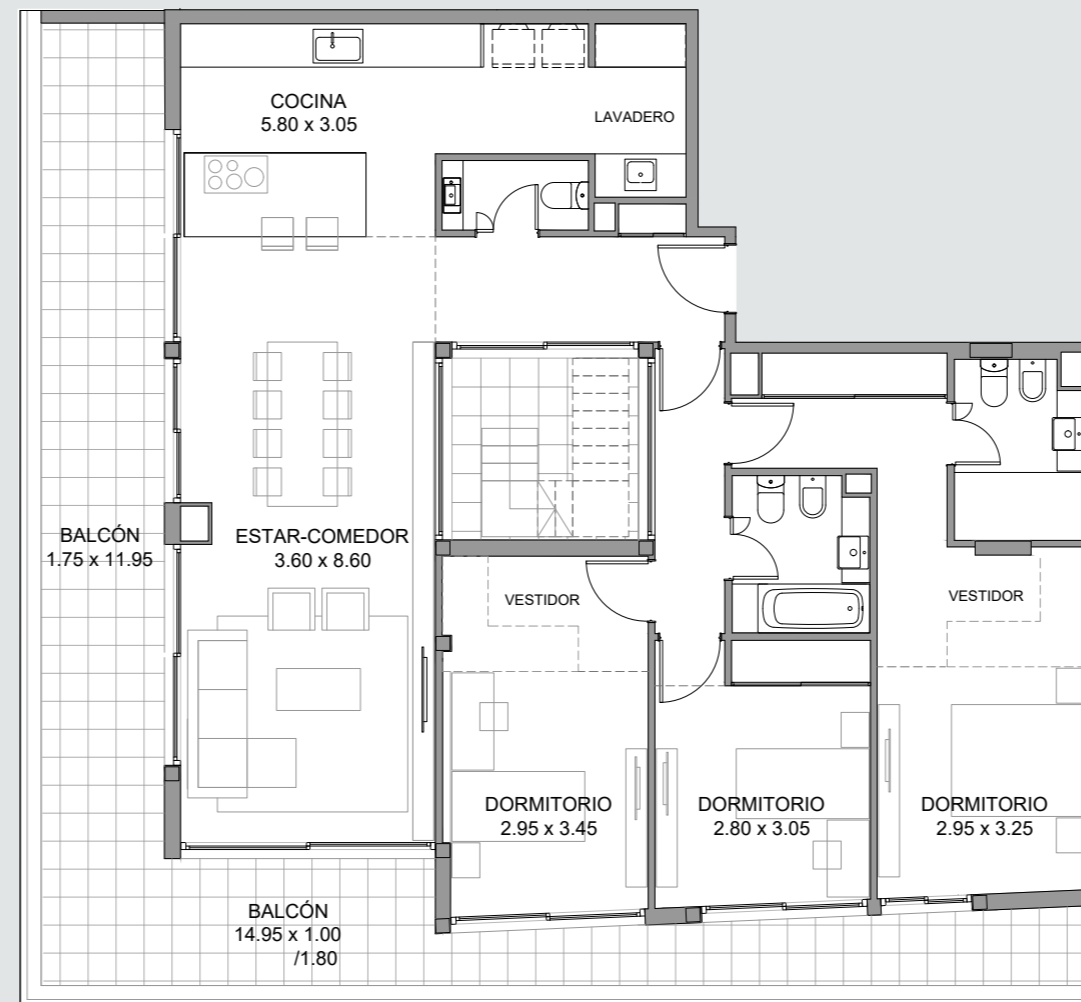 COCINA
5.80 x 3.05
LAVADERO
BALCÓN
1.75 x 11.95
ESTAR-COMEDOR
3.60 x 8.60
VESTIDOR
VESTIDOR
DORMITORIO
2.95 x 3.45
DORMITORIO
2.80 x 3.05
DORMITORIO
2.95 x 3.25
BALCÓN
14.95 x 1.00
/1.80